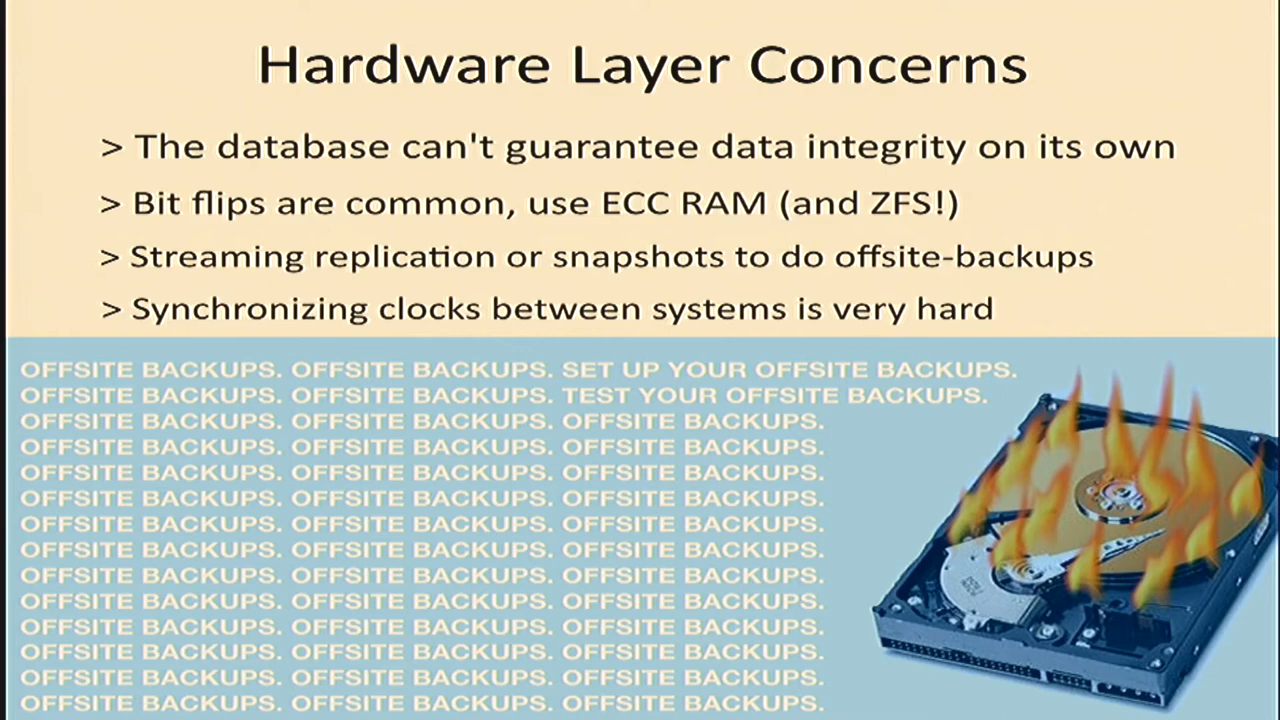 Hardware Layer Concerns
> The database can't guarantee data integrity on its own
> Bit flips are common, use ECC RAM (and ZFS!)
> Streaming replication or snapshots to do offsite-backups
> Synchronizing clocks between systems is very hard
OFFSITE BACKUPS. OFFSITE BACKUPS. SET UP YOUR OFFSITE BACKUPS.
OFFSITE BACKUPS. OFFSITE BACKUPS. TEST YOUR OFFSITE BACKUPS.
OFFSITE BACKUPS. OFFSITE BACKUPS. OFFSITE BACKUPS.
OFFSITE BACKUPS. OFFSITE BACKUPS. OFFSITE BACKUPS.
OFFSITE BACKUPS. OFFSITE BACKUPS. OFFSITE BACKUPS.
OFFSITE BACKUPS. OFFSITE BACKUPS. OFFSITE BACKUPS.
OFFSITE BACKUPS. OFFSITE BACKUPS. OFFSITE BACKUPS.
OFFSITE BACKUPS. OFFSITE BACKUPS. OFFSITE BACKUPS.
OFFSITE BACKUPS. OFFSITE BACKUPS. OFFSITE BACKUPS.
OFFSITE BACKUPS. OFFSITE BACKUPS. OFFSITE BACKUPS.
OFFSITE BACKUPS. OFFSITE BACKUPS. OFFSITE BACKUPS.
OFFSITE BACKUPS. OFFSITE BACKUPS. OFFSITE BACKUPS.
OFFSITE BACKUPS. OFFSITE BACKUPS. OFFSITE BACKUPS.
OFFSITE BACKUPS. OFFSITE BACKUPS. OFFSITE BACKUPS.